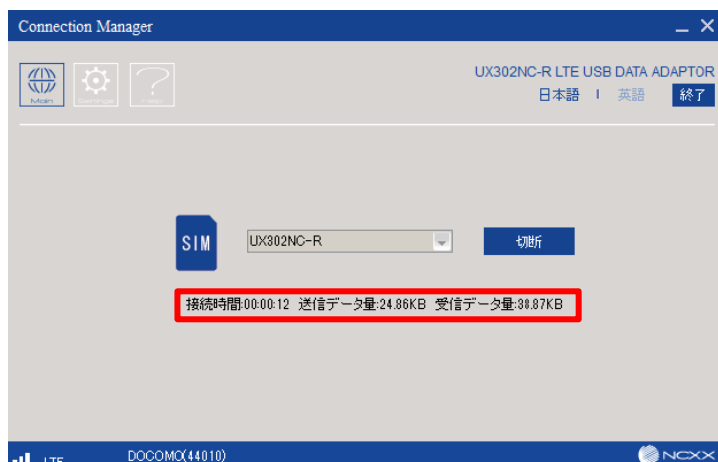 Connection Manager
UX302NC-R LTE USB DATA ADAPTOR
Main
Settings
Help
日本語 | 英語 終了
SIM
UX302NC-R
切断
接続時間:00:00:12 送信データ量:24.86KB 受信データ量:38.87KB
LTE
DOCOMO(44010)
NCXX